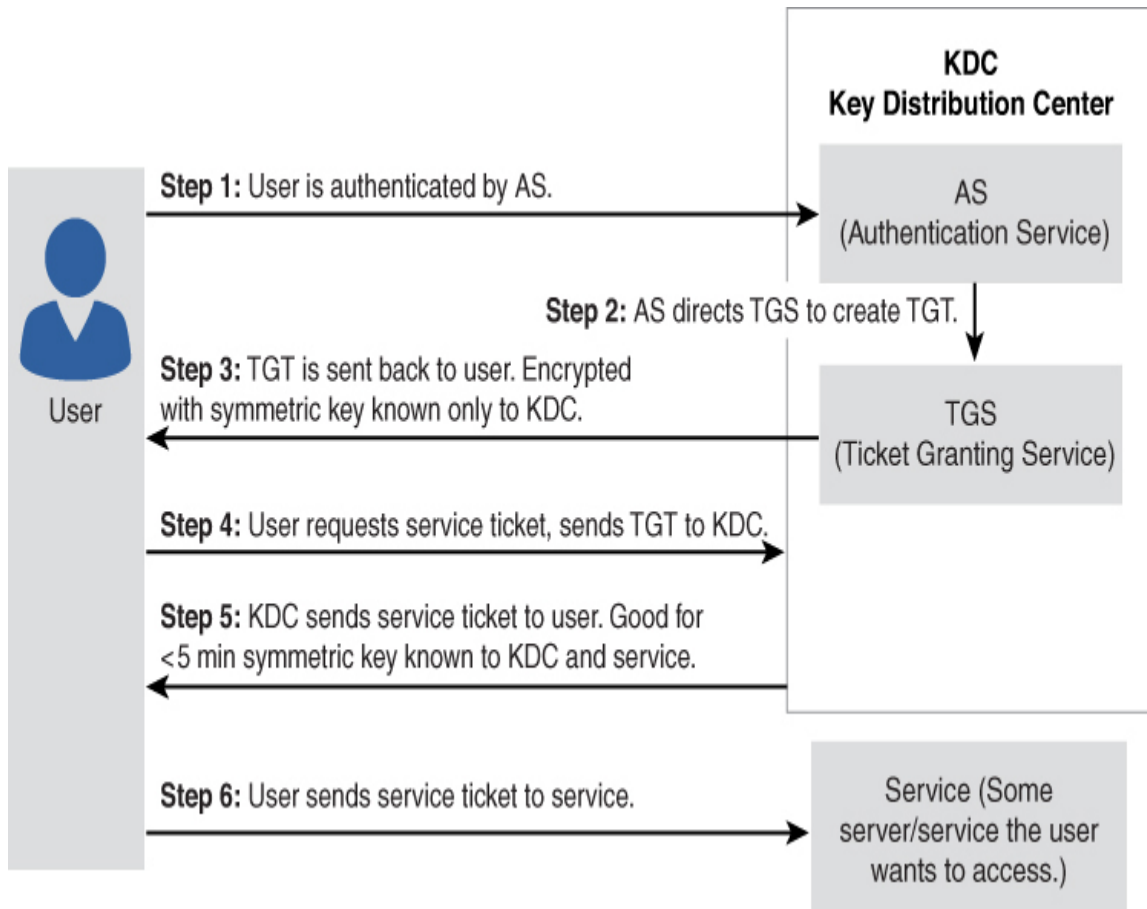 KDC
Key Distribution Center
Step 1: User is authenticated by AS.
AS
(Authentication Service)
Step 2: AS directs TGS to create TGT.
Step 3: TGT is sent back to user. Encrypted
with symmetric key known only to KDC.
User
TGS
(Ticket Granting Service)
Step 4: User requests service ticket, sends TGT to KDC.
Step 5: KDC sends service ticket to user. Good for
<5 min symmetric key known to KDC and service.
Step 6: User sends service ticket to service.
Service (Some
server/service the user
wants to access.)